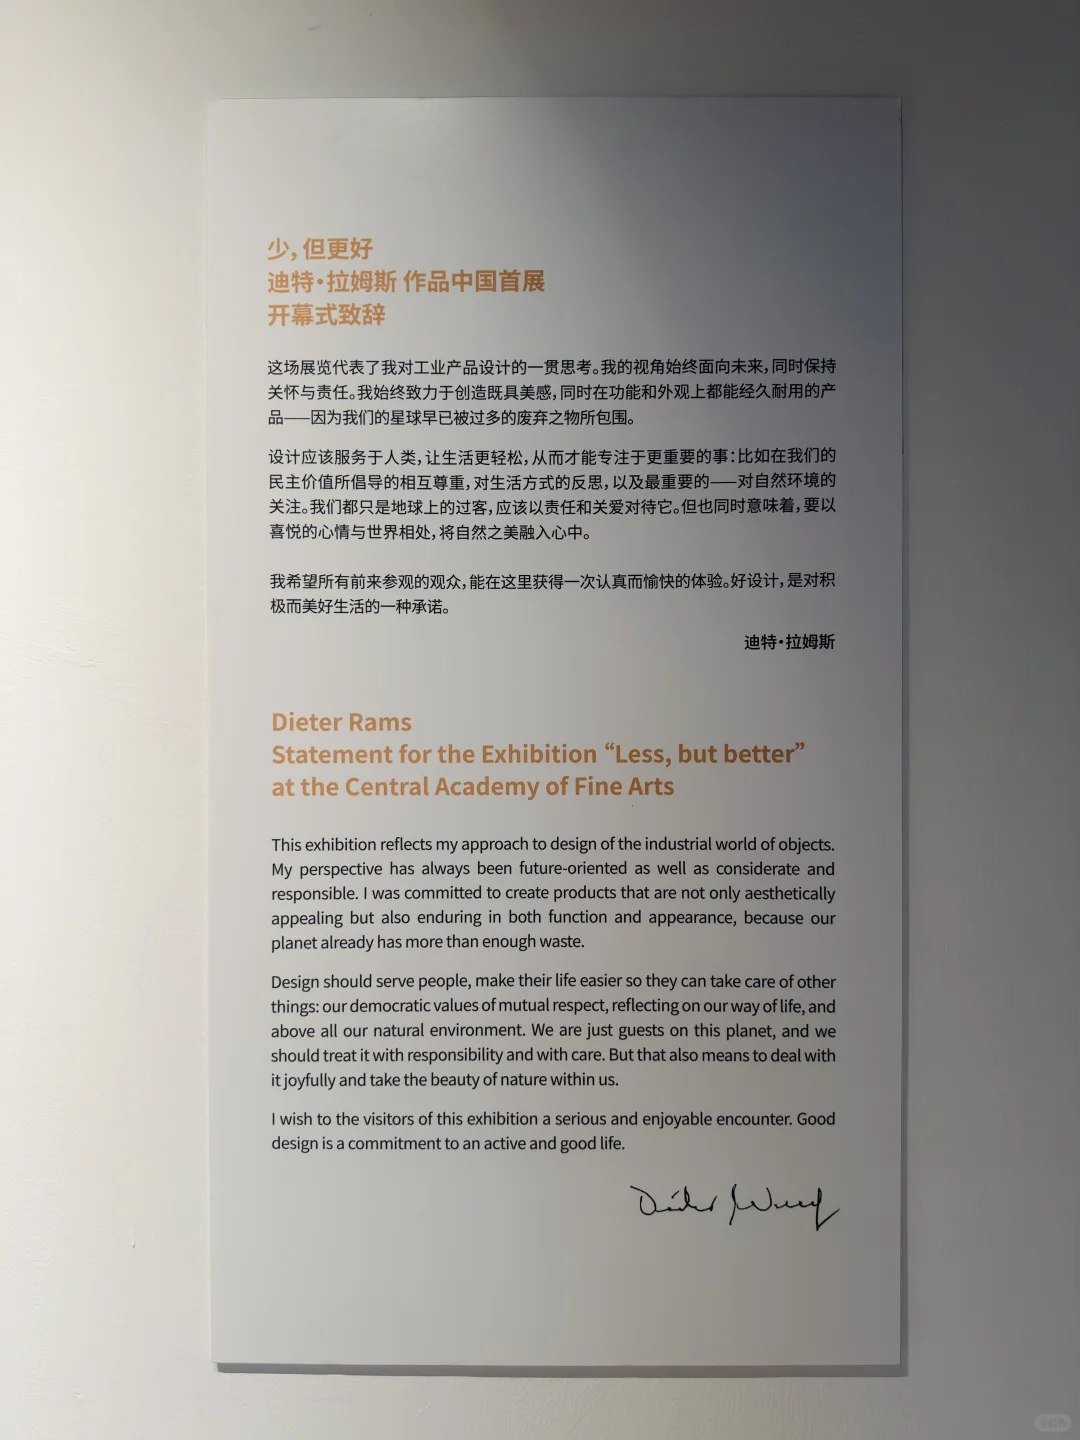 少，但更好
迪特·拉姆斯 作品中国首展
开幕式致辞
这场展览代表了我对工业产品设计的一贯思考。我的视角始终面向未来，同时保持
关怀与责任。我始终致力于创造既具美感，同时在功能和外观上都能经久耐用的产
品——因为我们的星球早已被过多的废弃之物所包围。
设计应该服务于人类，让生活更轻松，从而才能专注于更重要的事：比如在我们的
民主价值所倡导的相互尊重，对生活方式的反思，以及最重要的——对自然环境的
关注。我们都只是地球上的过客，应该以责任和关爱对待它。但也同时意味着，要以
喜悦的心情与世界相处，将自然之美融入心中。
我希望所有前来参观的观众，能在这里获得一次认真而愉快的体验。好设计，是对积
极而美好生活的一种承诺。
迪特·拉姆斯
Dieter Rams
Statement for the Exhibition “Less, but better”
at the Central Academy of Fine Arts
This exhibition reflects my approach to design of the industrial world of objects.
My perspective has always been future-oriented as well as considerate and
responsible. I was committed to create products that are not only aesthetically
appealing but also enduring in both function and appearance, because our
planet already has more than enough waste.
Design should serve people, make their life easier so they can take care of other
things: our democratic values of mutual respect, reflecting on our way of life, and
above all our natural environment. We are just guests on this planet, and we
should treat it with responsibility and with care. But that also means to deal with
it joyfully and take the beauty of nature within us.
I wish to the visitors of this exhibition a serious and enjoyable encounter. Good
design is a commitment to an active and good life.